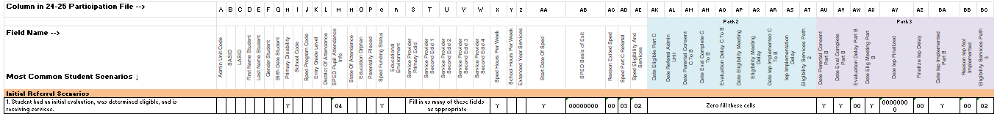 Column in 24-25 Participation File -->
A B C D E F G H I J K L M N O P Q R S T U V W X Y Z AA AB AC AD AE AK AL AM AN AO AP AQ AR AS AT AU AV AW AX AY AZ BA BB BC
Path 2
Path 3
Field Name -->
Admin Unit Code
SASID
LASID
First Name Student
Last Name Student
Gender Student
Birth Date Student
Primary Disability
School Code
Sped Program Code
Entry Grade Level
District Of Attendance
SPED Pupil Attendance Info
State Of Attendance
Education Orphan
Parentally Placed
Sped Funding Status
Educational Environment
Service Provider Primary Edid
Service Provider Second Edid 1
Service Provider Second Edid 2
Service Provider Second Edid 3
Service Provider Second Edid 4
Sped Hours Per Week
School Hours Per Week
Extended Year Services
Start Date Of Sped
SPED Basis of Exit
Reason Exited Sped
Sped Part C Referral
Sped Eligibility And Services
Date Eligible Part C
Date Referral Admin Unit
Date Parental Consent C To B
Date Eval Complete C To B
Evaluation Delay C To B
Date Eligibility Meeting
Eligibility Meeting Delay
Date Iep Implemented C To B
Iep Implementation Delay
Eligibility Services Path 2
Date Parental Consent Part B
Date Eval Complete Part B
Evaluation Delay Part B
Date Elig Meeting Part B
Date Iep Finalized
Finalize Iep Delay
Date Iep Implemented Part B
Reason Iep Not Implemented
Eligibility Services Path 3
Most Common Student Scenarios ↓
Initial Referral Scenarios
1. Student had an initial evaluation, was determined eligible, and is
receiving services.
Y 04 Y
Fill in as many of these fields
as appropriate
Y Y 00000000 00 03 02
Zero fill these cells
Y Y 00 Y
0000000
0
Y 00 02